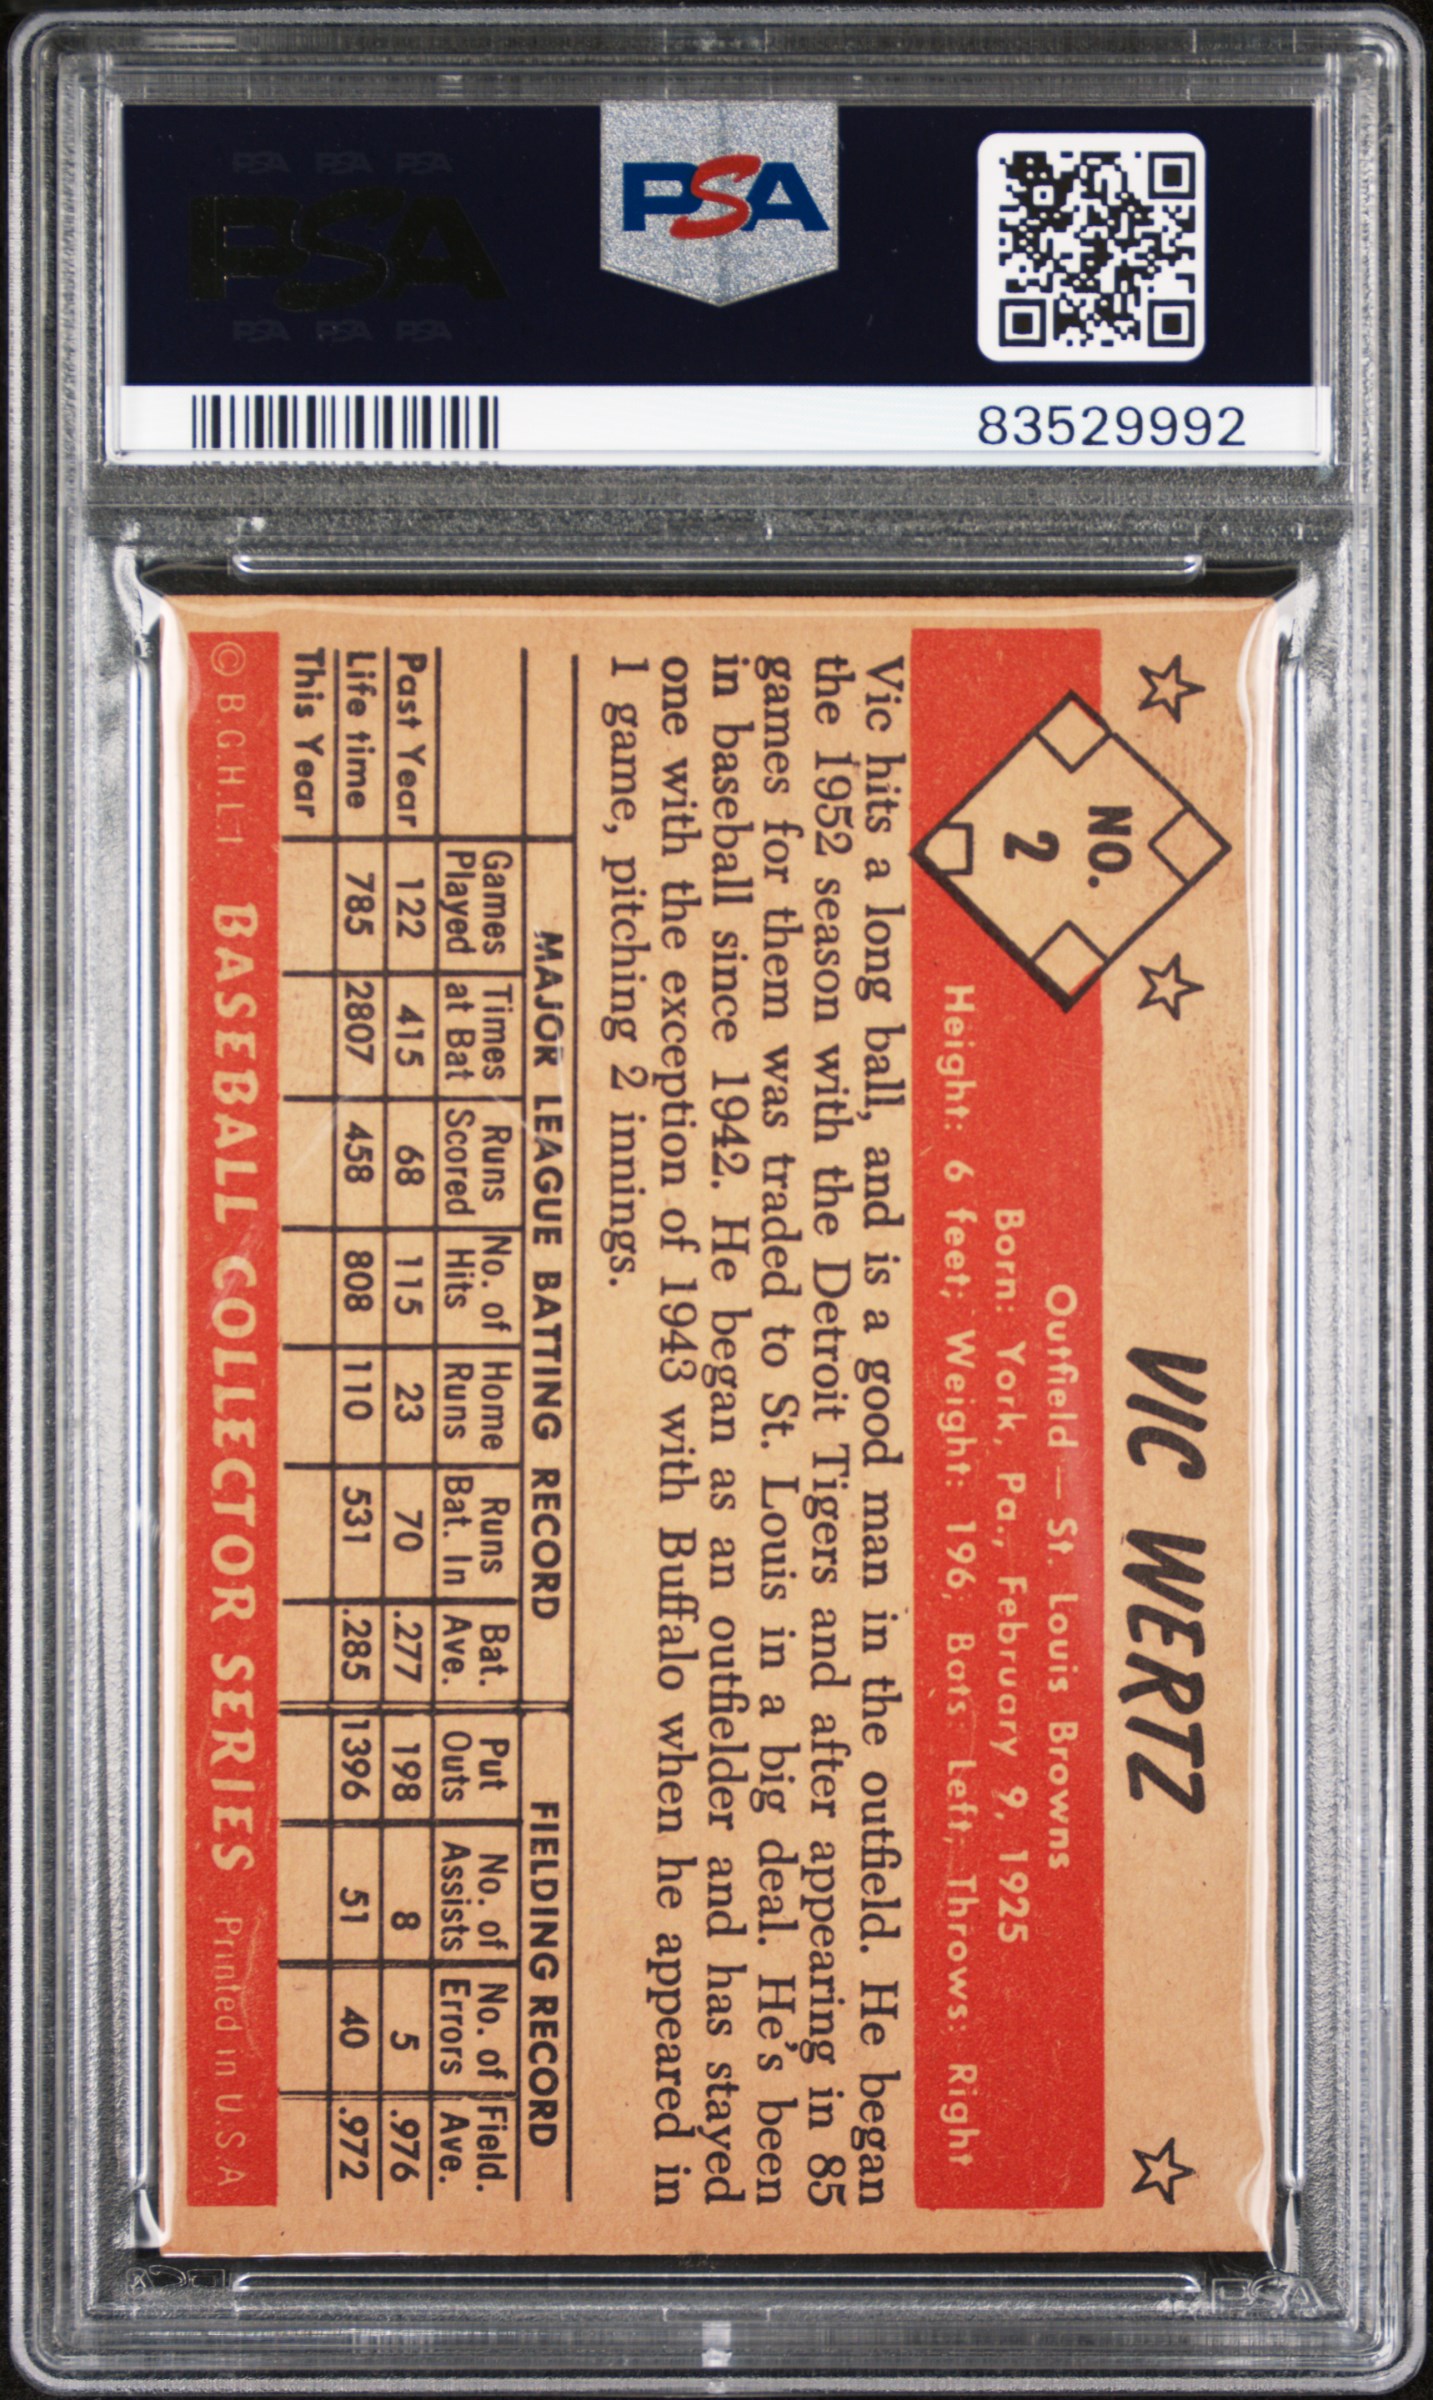 PSA PSA PSA
PSA
PSA PSA PSA
PSA
83529992
NO.
2
VIC WERTZ
Outfield — St. Louis Browns
Born: York, Pa., February 9, 1925
Height: 6 feet; Weight: 196; Bats: Left; Throws: Right
Vic hits a long ball, and is a good man in the outfield. He began
the 1952 season with the Detroit Tigers and after appearing in 85
games for them was traded to St. Louis in a big deal. He's been
in baseball since 1942. He began as an outfielder and has stayed
one with the exception of 1943 with Buffalo when he appeared in
1 game, pitching 2 innings.
MAJOR LEAGUE BATTING RECORD FIELDING RECORD
Games Times Runs No. of Home Runs Bat. Put No. of No. of Field.
Played at Bat Scored Hits Runs Bat. In Ave. Outs Assists Errors Ave.
Past Year 122 415 68 115 23 70 .277 198 8 5 .976
Life time 785 2807 458 808 110 531 .285 1396 51 40 .972
This Year
© B.G.H.L.I. BASEBALL COLLECTOR SERIES Printed in U.S.A
PSA